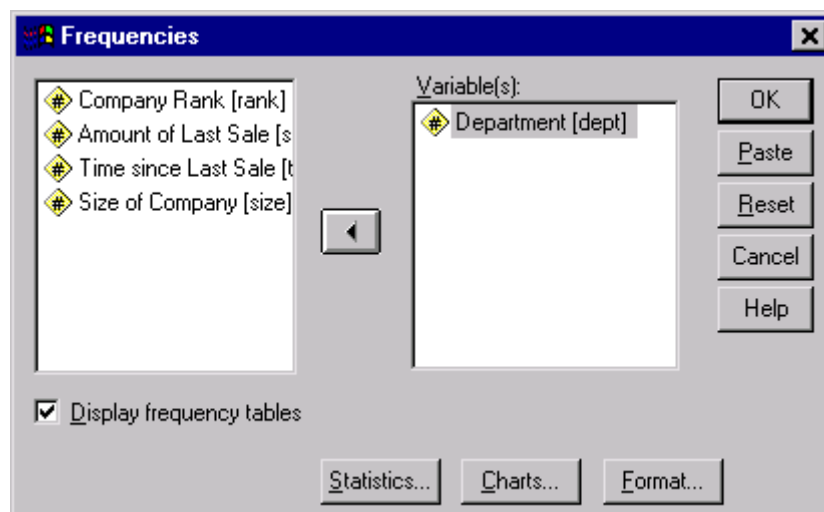 Frequencies
Company Rank [rank]
Amount of Last Sale [s
Time since Last Sale [t
Size of Company [size]
Variable(s):
Department [dept]
OK
Paste
Reset
Cancel
Help
Display frequency tables
Statistics...
Charts...
Format...